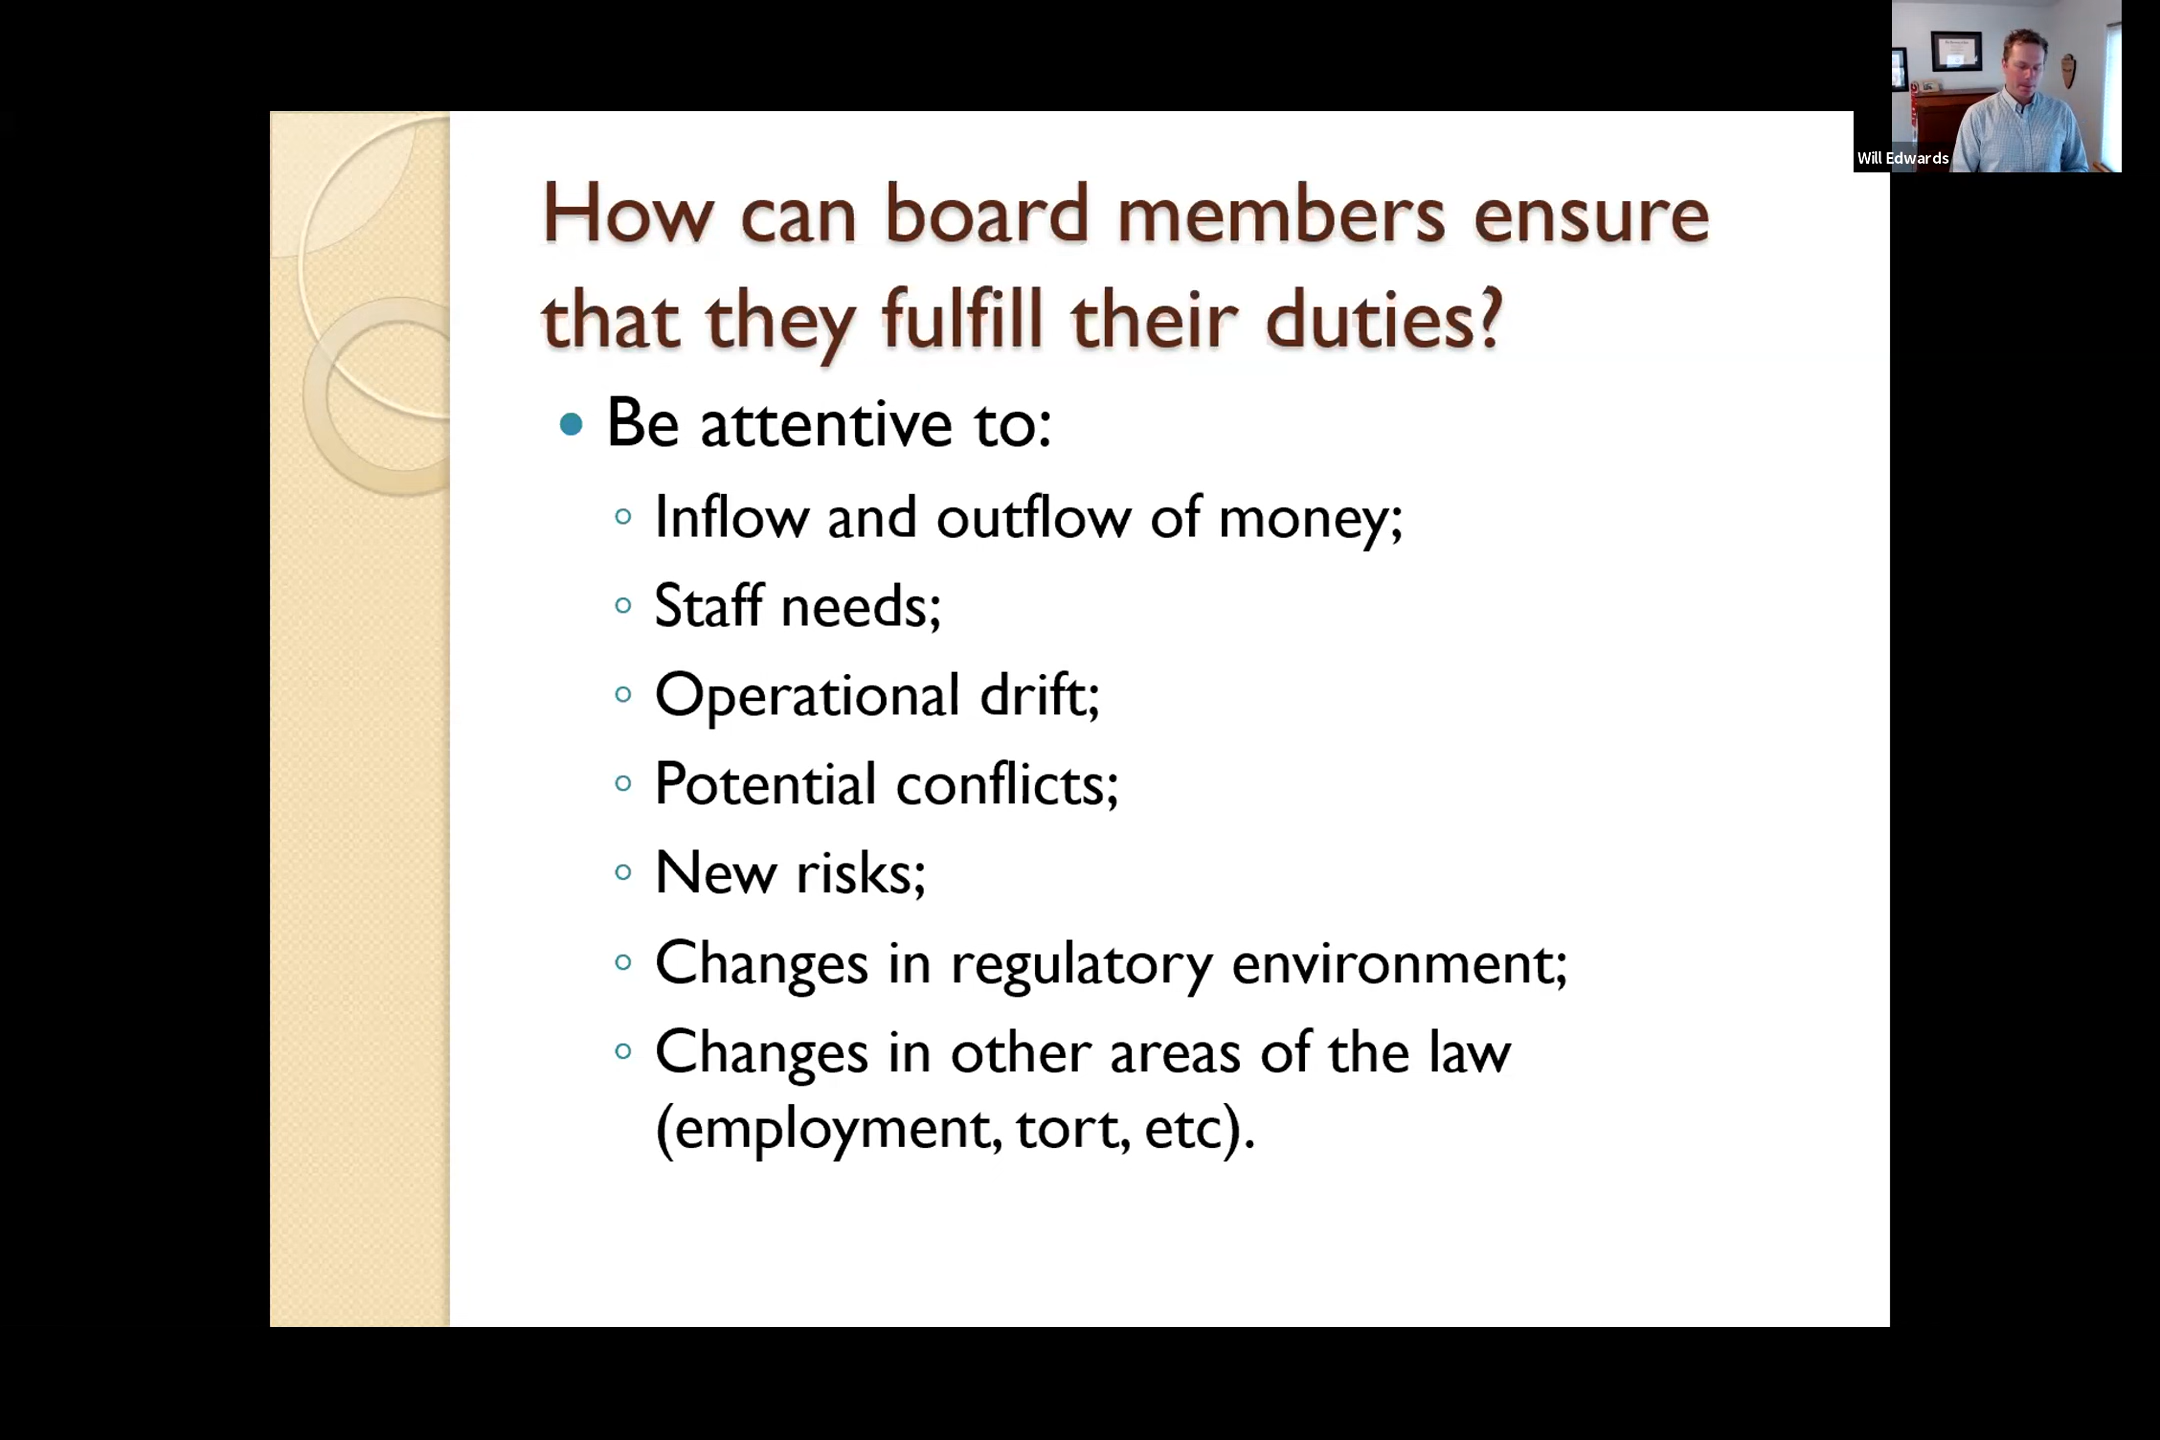 Will Edwards
How can board members ensure
that they fulfill their duties?
Be attentive to:
Inflow and outflow of money;
Staff needs;
Operational drift;
Potential conflicts;
New risks;
Changes in regulatory environment;
Changes in other areas of the law
(employment, tort, etc).